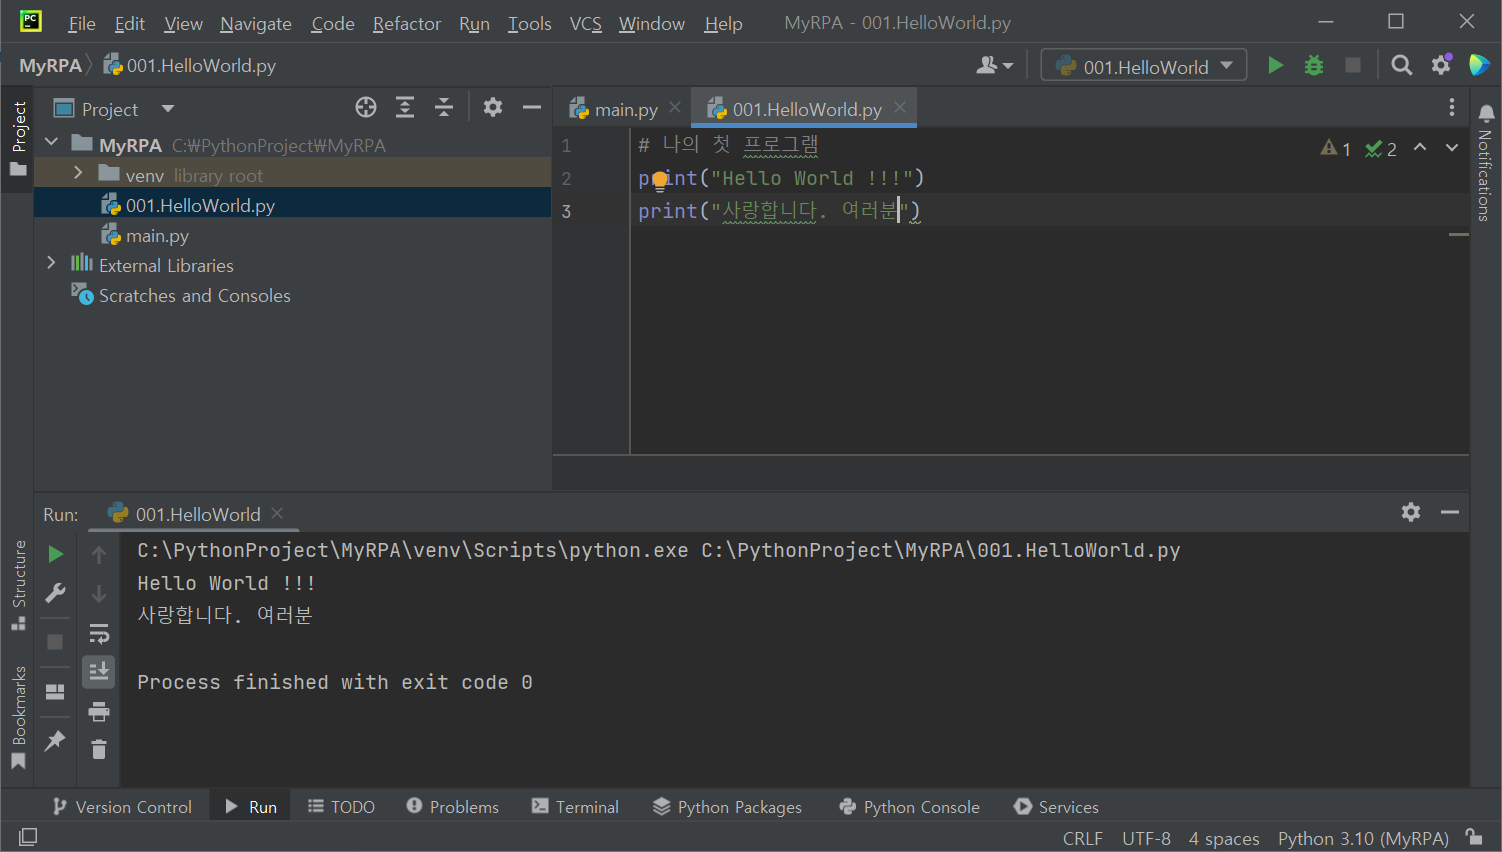 PC File Edit View Navigate Code Refactor Run Tools VCS Window Help MyRPA - 001.HelloWorld.py
MyRPA 001.HelloWorld.py 001.HelloWorld
Project
Project
MyRPA C:₩PythonProject₩MyRPA
venv library root
001.HelloWorld.py
main.py
External Libraries
Scratches and Consoles
main.py 001.HelloWorld.py
1 # 나의 첫 프로그램
2 print("Hello World !!!")
3 print("사랑합니다. 여러분")
1 2
Notifications
Run: 001.HelloWorld
C:\PythonProject\MyRPA\venv\Scripts\python.exe C:\PythonProject\MyRPA\001.HelloWorld.py
Hello World !!!
사랑합니다. 여러분
Process finished with exit code 0
Structure
Bookmarks
Version Control Run TODO Problems Terminal Python Packages Python Console Services
CRLF UTF-8 4 spaces Python 3.10 (MyRPA)